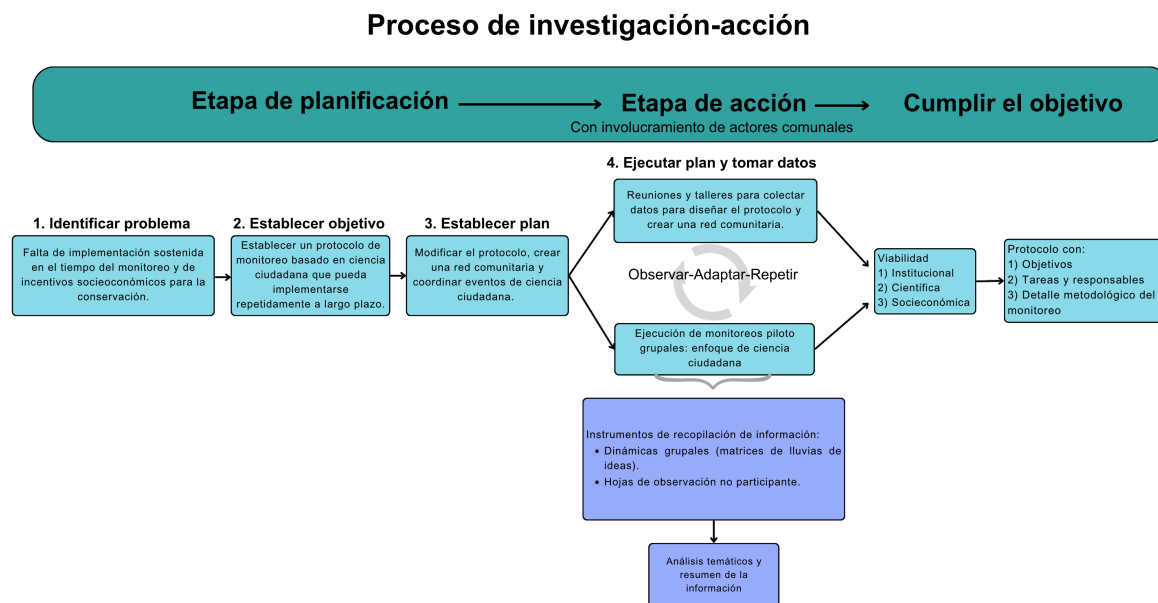 Proceso de investigación-acción
Etapa de planificación
Etapa de acción
Con involucramiento de actores comunales
Cumplir el objetivo
1. Identificar problema
Falta de implementación sostenida
en el tiempo del monitoreo y de
incentivos socioeconómicos para la
conservación.
2. Establecer objetivo
Establecer un protocolo de
monitoreo basado en ciencia
ciudadana que pueda
implementarse
repetidamente a largo plazo.
3. Establecer plan
Modificar el protocolo, crear
una red comunitaria y
coordinar eventos de ciencia
ciudadana.
4. Ejecutar plan y tomar datos
Reuniones y talleres para colectar
datos para diseñar el protocolo y
crear una red comunitaria.
Observar-Adaptar-Repetir
Ejecución de monitoreos piloto
grupales: enfoque de ciencia
ciudadana
Viabilidad
1) Institucional
2) Científica
3) Socieconómica
Protocolo con:
1) Objetivos
2) Tareas y responsables
3) Detalle metodológico del
monitoreo
Instrumentos de recopilación de información:
• Dinámicas grupales (matrices de lluvias de
ideas).
• Hojas de observación no participante.
Análisis temáticos y
resumen de la
información